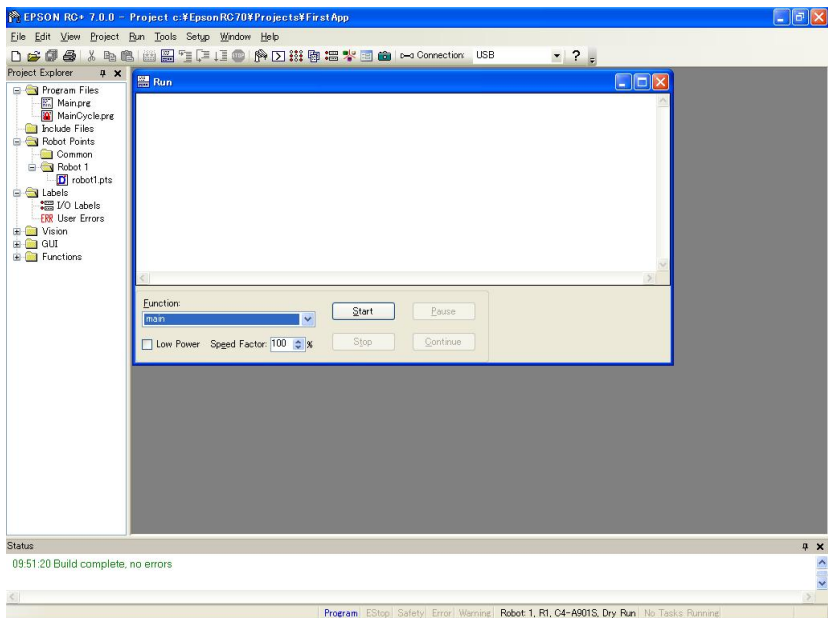 EPSON RC+ 7.0.0 - Project c:¥EpsonRC70¥Projects¥FirstApp
File Edit View Project Run Tools Setup Window Help
Connection: USB
?
Project Explorer
Program Files
Main.prg
MainCycle.prg
Include Files
Robot Points
Common
Robot 1
robot1.pts
Labels
I/O Labels
ERR User Errors
Vision
GUI
Functions
Run
Function:
main
Start
Pause
Low Power Speed Factor: 100 %
Stop
Continue
Status
09:51:20 Build complete, no errors
Program EStop Safety Error Warning Robot: 1, R1, C4-A901S, Dry Run No Tasks Running